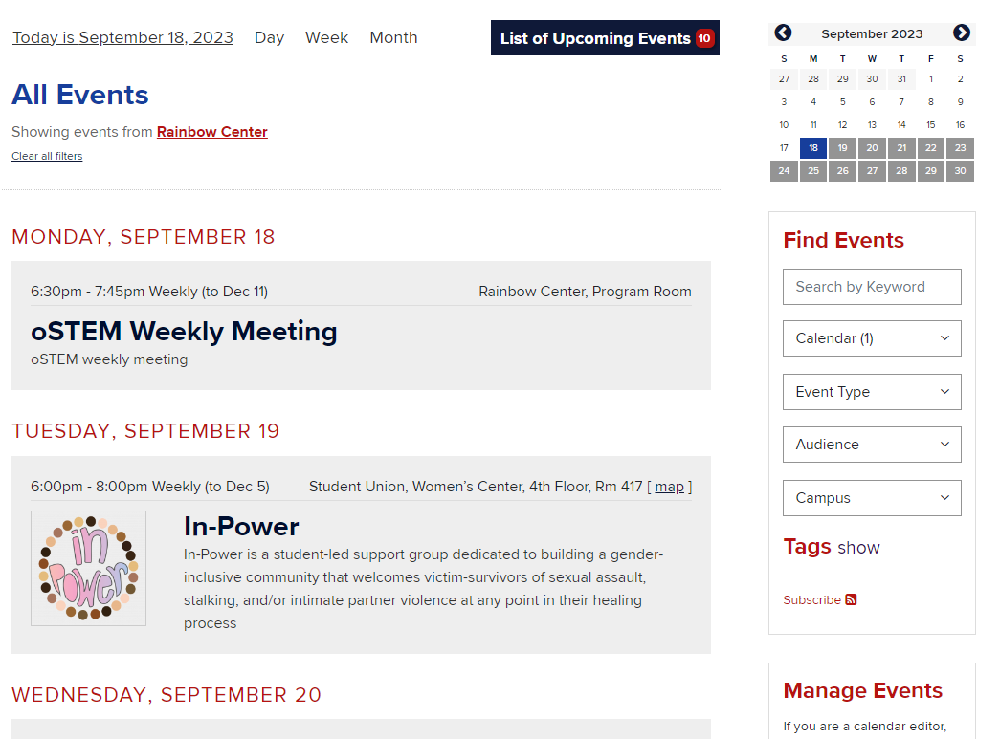 Today is September 18, 2023 Day Week Month
List of Upcoming Events 10
All Events
Showing events from Rainbow Center
Clear all filters
MONDAY, SEPTEMBER 18
6:30pm - 7:45pm Weekly (to Dec 11) Rainbow Center, Program Room
oSTEM Weekly Meeting
oSTEM weekly meeting
TUESDAY, SEPTEMBER 19
6:00pm - 8:00pm Weekly (to Dec 5) Student Union, Women's Center, 4th Floor, Rm 417 [ map ]
in
POWER
In-Power
In-Power is a student-led support group dedicated to building a gender-
inclusive community that welcomes victim-survivors of sexual assault,
stalking, and/or intimate partner violence at any point in their healing
process
WEDNESDAY, SEPTEMBER 20
September 2023
S M T W T F S
27 28 29 30 31 1 2
3 4 5 6 7 8 9
10 11 12 13 14 15 16
17 18 19 20 21 22 23
24 25 26 27 28 29 30
Find Events
Search by Keyword
Calendar (1)
Event Type
Audience
Campus
Tags show
Subscribe
Manage Events
If you are a calendar editor,